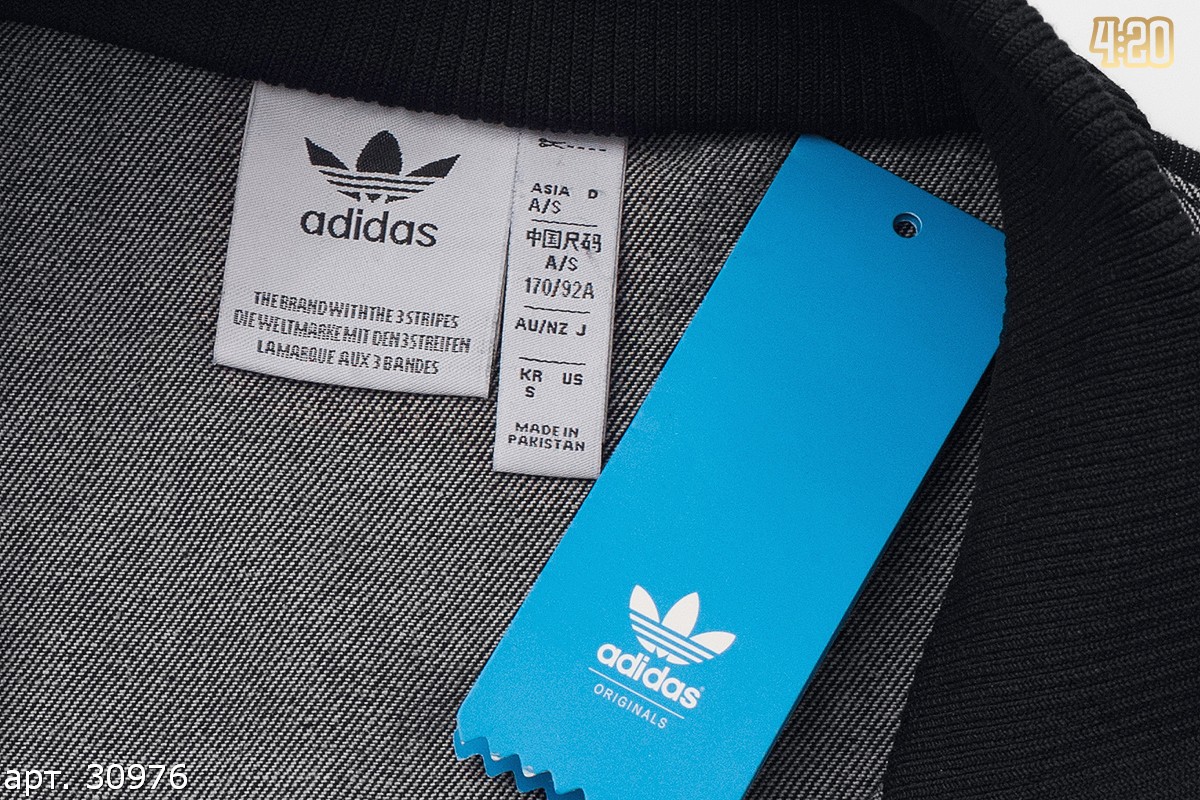 4:20
adidas
THE BRAND WITH THE 3 STRIPES
DIE WELTMARKE MIT DEN 3 STREIFEN
LA MARQUE AUX 3 BANDES
ASIA D
A/S
中国尺码
A/S
170/92A
AU/NZ J
KR US
S
MADE IN
PAKISTAN
adidas®
ORIGINALS
арт. 30976